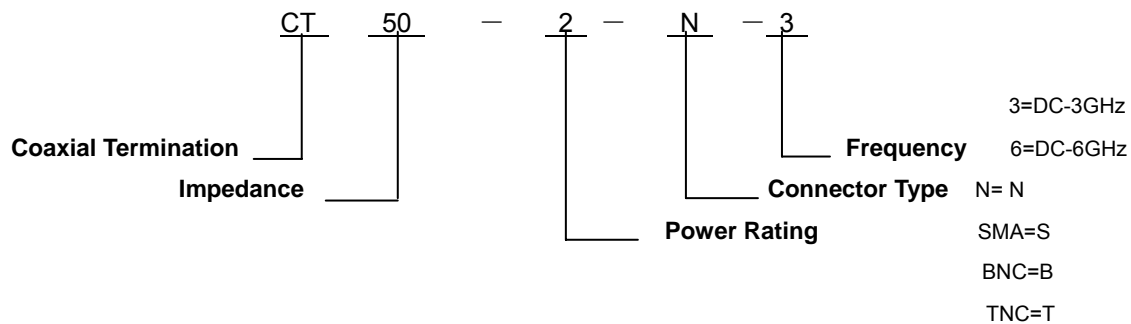 CT 50 — 2 — N — 3
3=DC-3GHz
Coaxial Termination Frequency 6=DC-6GHz
Impedance Connector Type N= N
Power Rating SMA=S
BNC=B
TNC=T